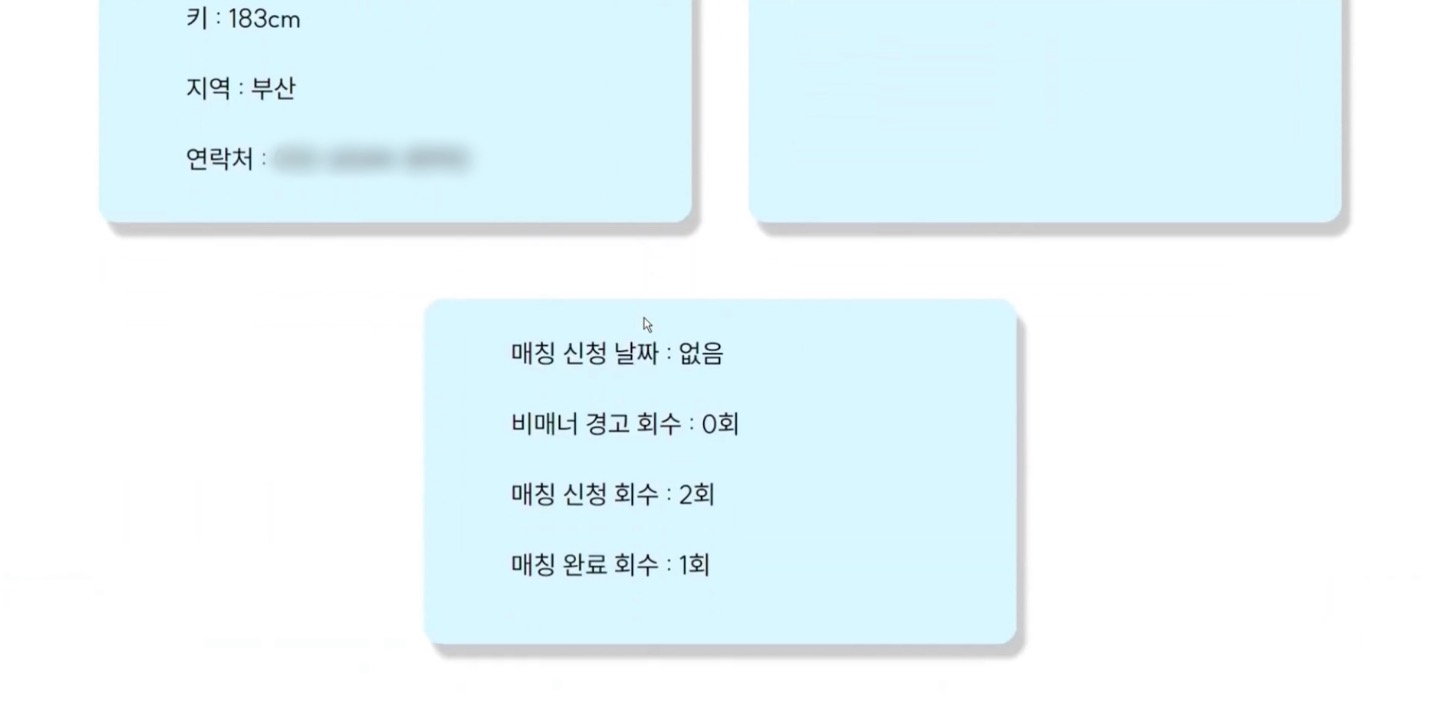 키 : 183cm
지역 : 부산
연락처 :
매칭 신청 날짜 : 없음
비매너 경고 회수 : 0회
매칭 신청 회수 : 2회
매칭 완료 회수 : 1회